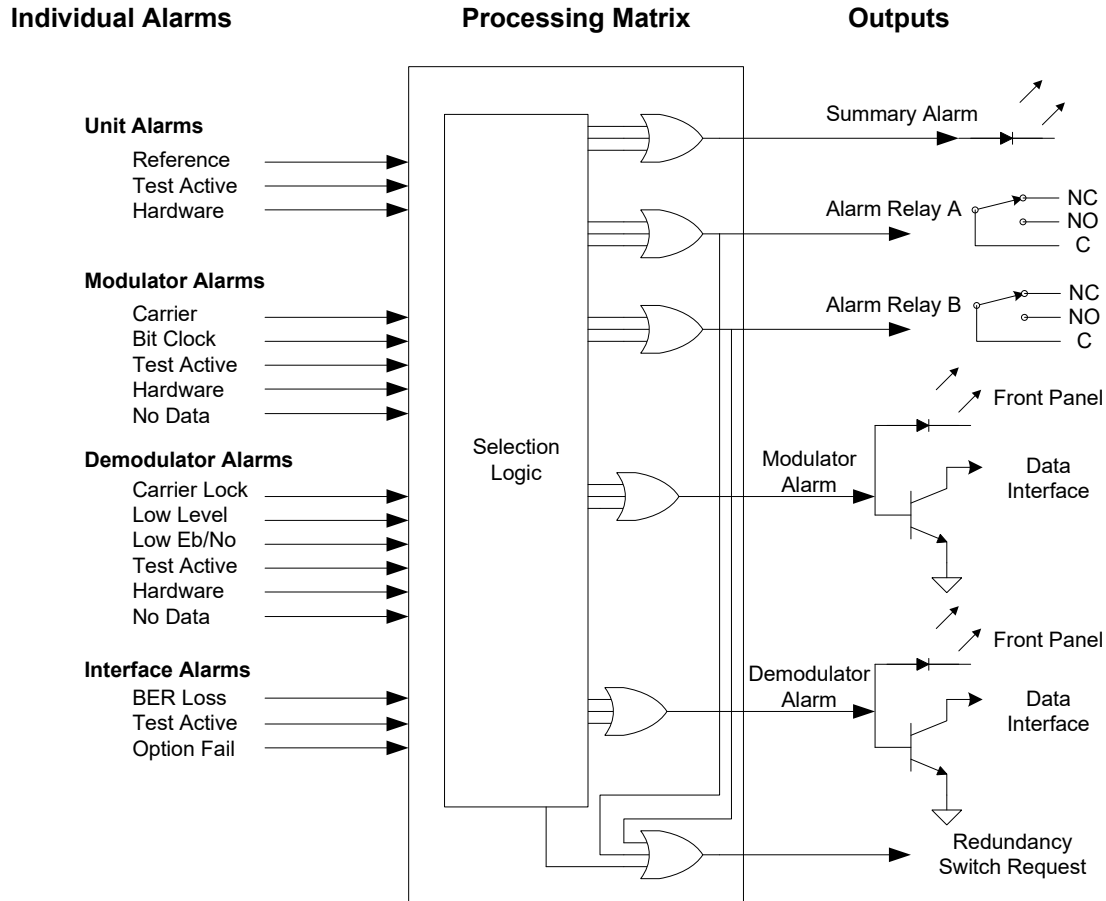 Individual Alarms
Processing Matrix
Outputs
Unit Alarms
Reference
Test Active
Hardware
Modulator Alarms
Carrier
Bit Clock
Test Active
Hardware
No Data
Demodulator Alarms
Carrier Lock
Low Level
Low Eb/No
Test Active
Hardware
No Data
Interface Alarms
BER Loss
Test Active
Option Fail
Selection
Logic
Summary Alarm
Alarm Relay A
NC
NO
C
Alarm Relay B
NC
NO
C
Modulator
Alarm
Front Panel
Data
Interface
Demodulator
Alarm
Front Panel
Data
Interface
Redundancy
Switch Request